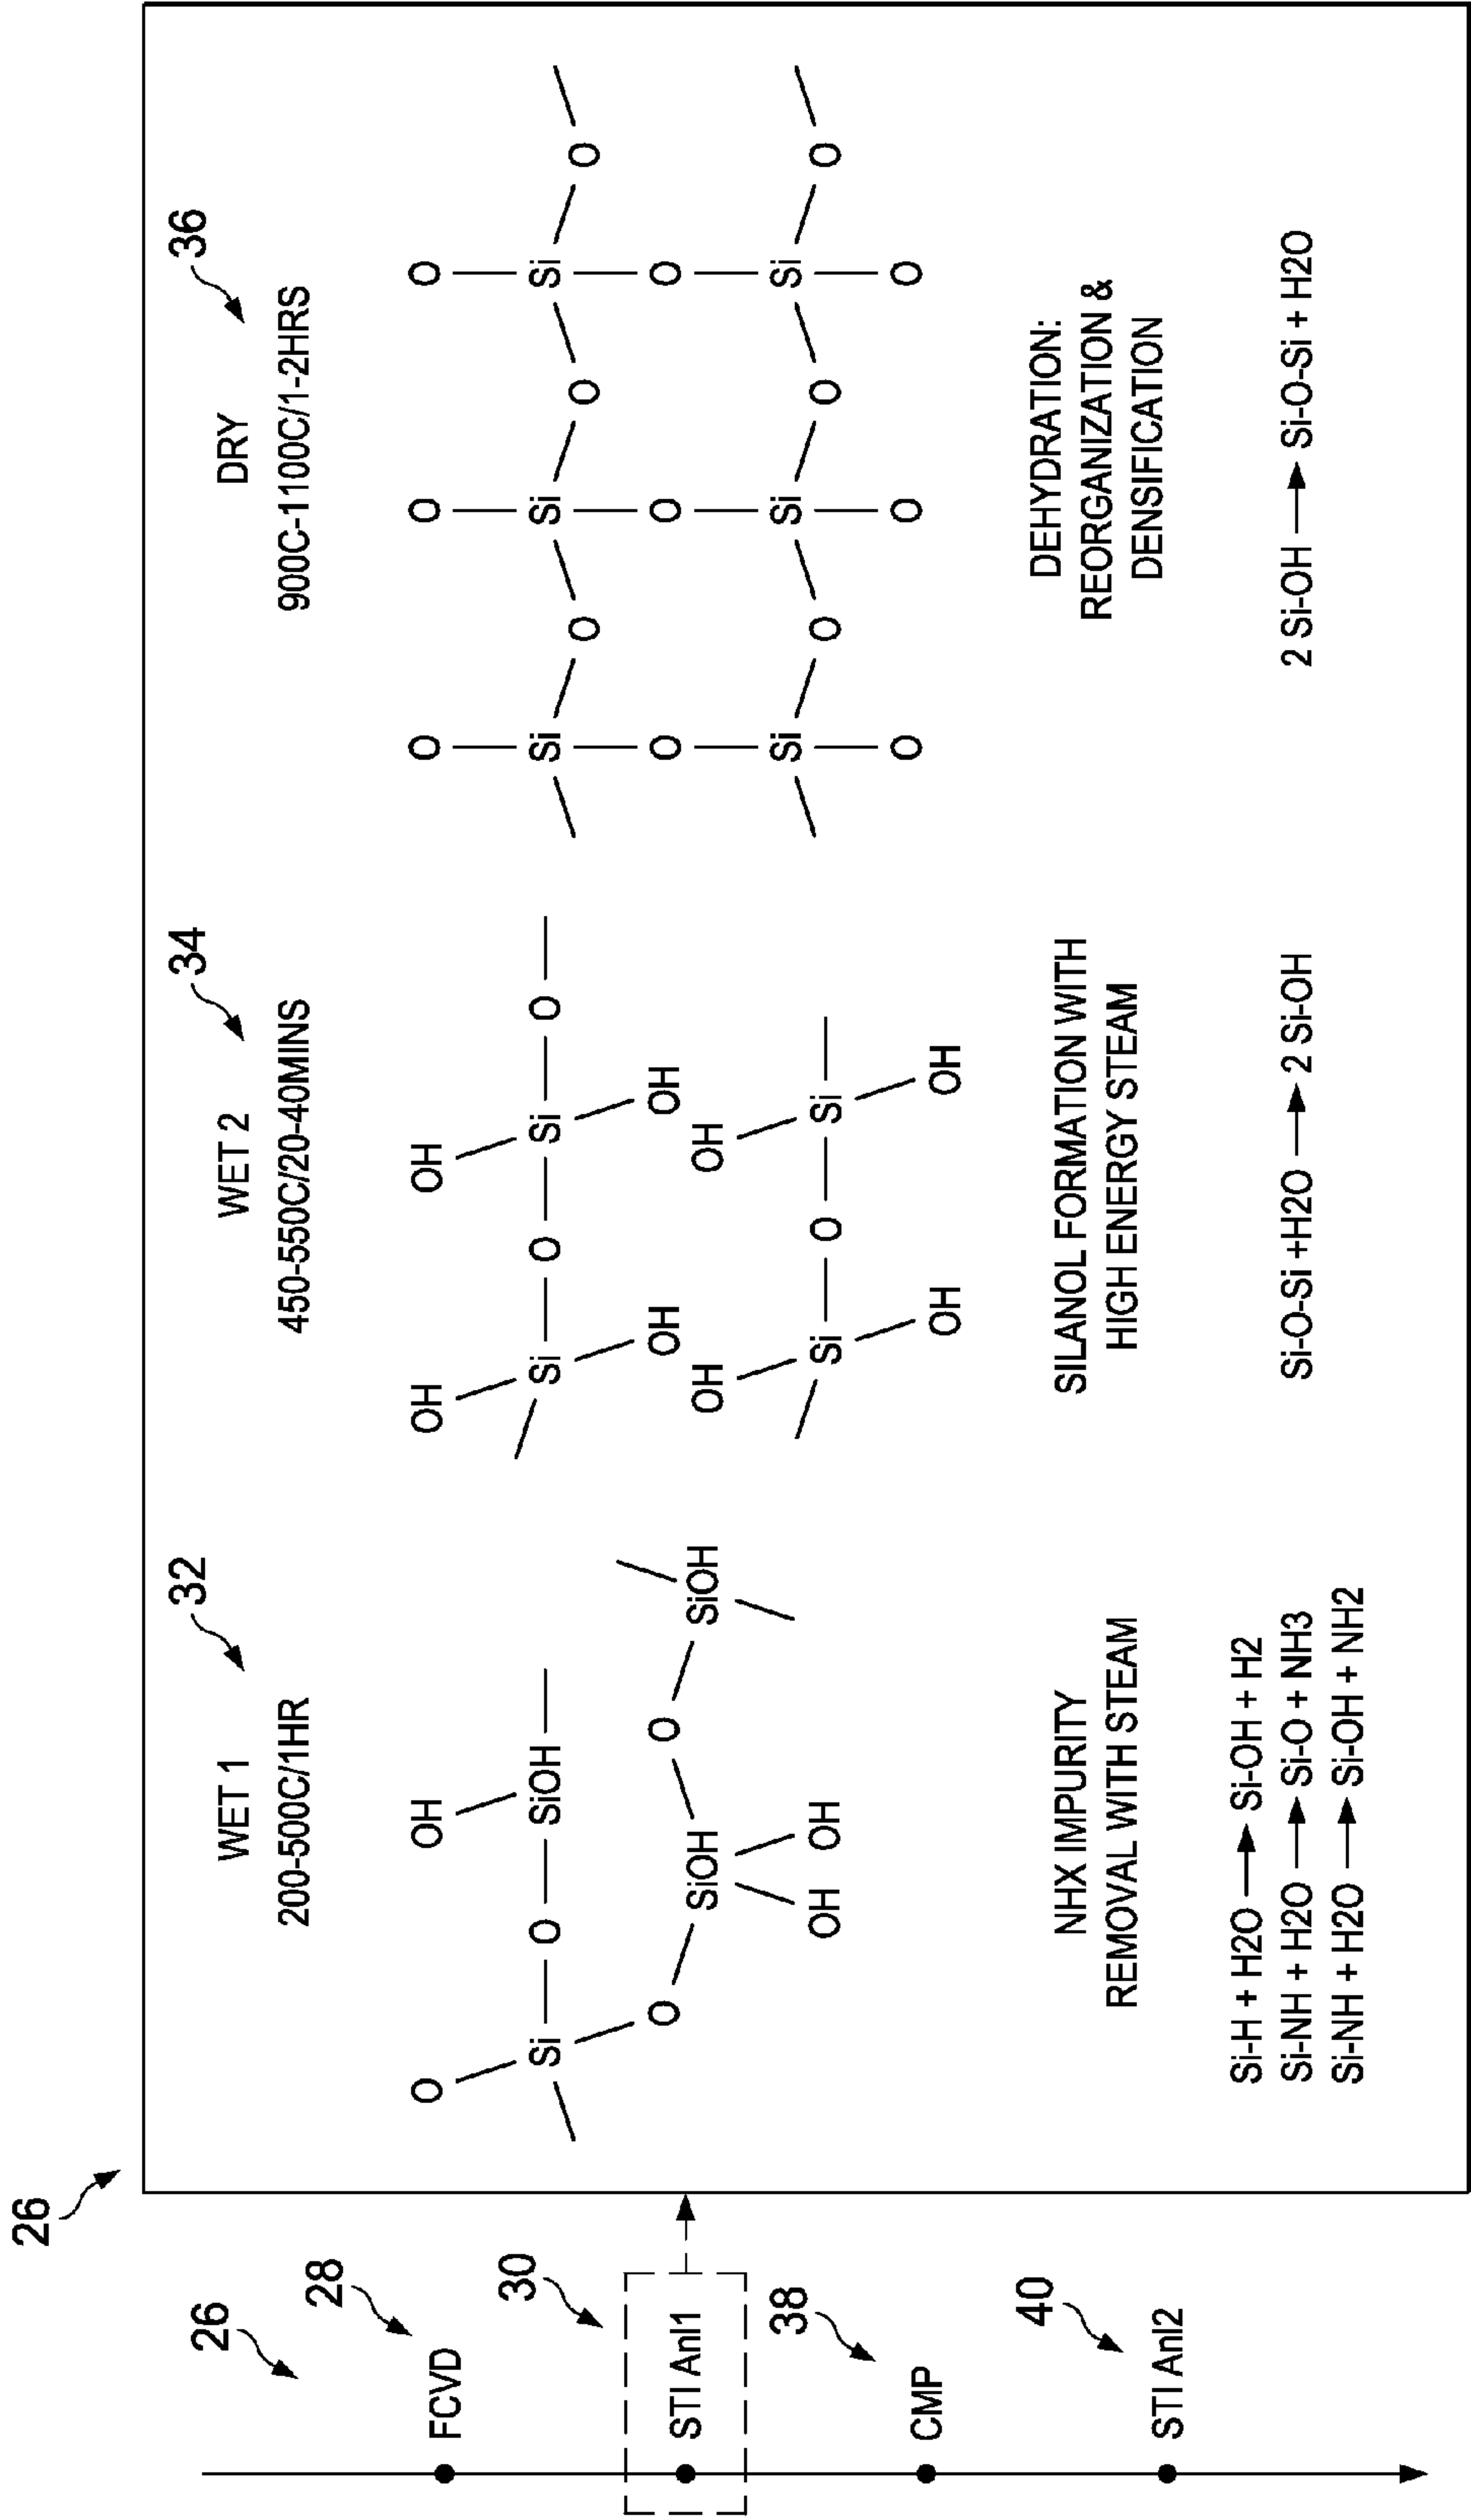 26
26
28
FCVD
30
STI Anl1
38
CMP
40
STI Anl2
32
WET 1
200-500C/1HR
OH
O
Si
O
SiOH
O
SiOH
O
SiOH
OH
OH
NHX IMPURITY
REMOVAL WITH STEAM
Si-H + H2O → Si-OH + H2
Si-NH + H2O → Si-O + NH3
Si-NH + H2O → Si-OH + NH2
34
WET 2
450-550C/20-40MINS
OH OH
Si O Si O
OH OH
OH OH
Si O Si
OH OH
SILANOL FORMATION WITH
HIGH ENERGY STEAM
Si-O-Si +H2O → 2 Si-OH
36
DRY
900C-1100C/1-2HRS
O O O
Si Si Si
O O O
O O O
Si Si Si
O O O
O O O
DEHYDRATION:
REORGANIZATION &
DENSIFICATION
2 Si-OH → Si-O-Si + H2O